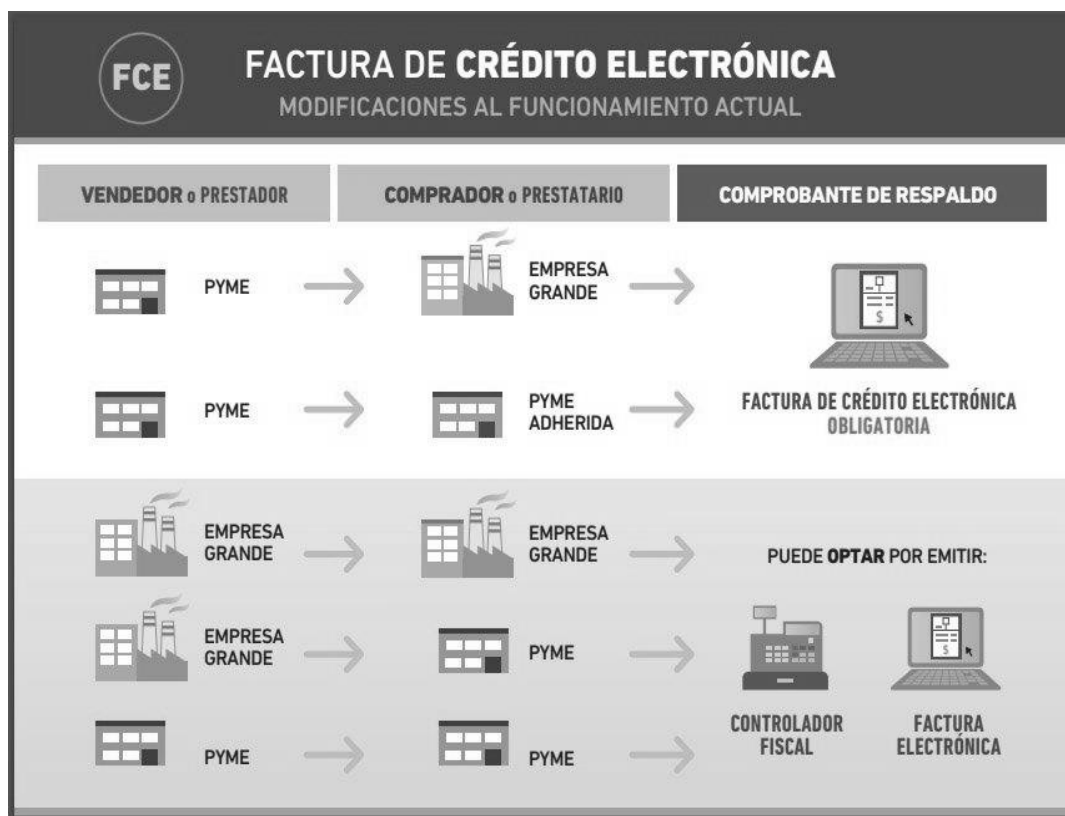 FCE
FACTURA DE CRÉDITO ELECTRÓNICA
MODIFICACIONES AL FUNCIONAMIENTO ACTUAL
VENDEDOR o PRESTADOR
COMPRADOR o PRESTATARIO
COMPROBANTE DE RESPALDO
PYME
EMPRESA
GRANDE
PYME
PYME
ADHERIDA
$
FACTURA DE CRÉDITO ELECTRÓNICA
OBLIGATORIA
EMPRESA
GRANDE
EMPRESA
GRANDE
EMPRESA
GRANDE
PYME
PYME
PYME
PUEDE OPTAR POR EMITIR:
$
CONTROLADOR
FISCAL
FACTURA
ELECTRÓNICA